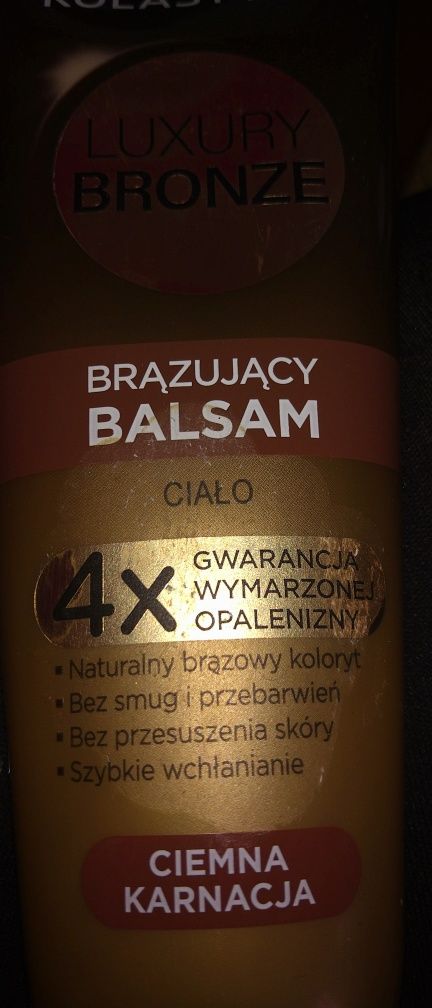 LUXURY
BRONZE
BRĄZUJĄCY
BALSAM
CIAŁO
4x
GWARANCJA
WYMARZONEJ
OPALENIZNY
▪ Naturalny brązowy koloryt
▪ Bez smug i przebarwień
▪ Bez przesuszenia skóry
▪ Szybkie wchłanianie
CIEMNA
KARNACJA